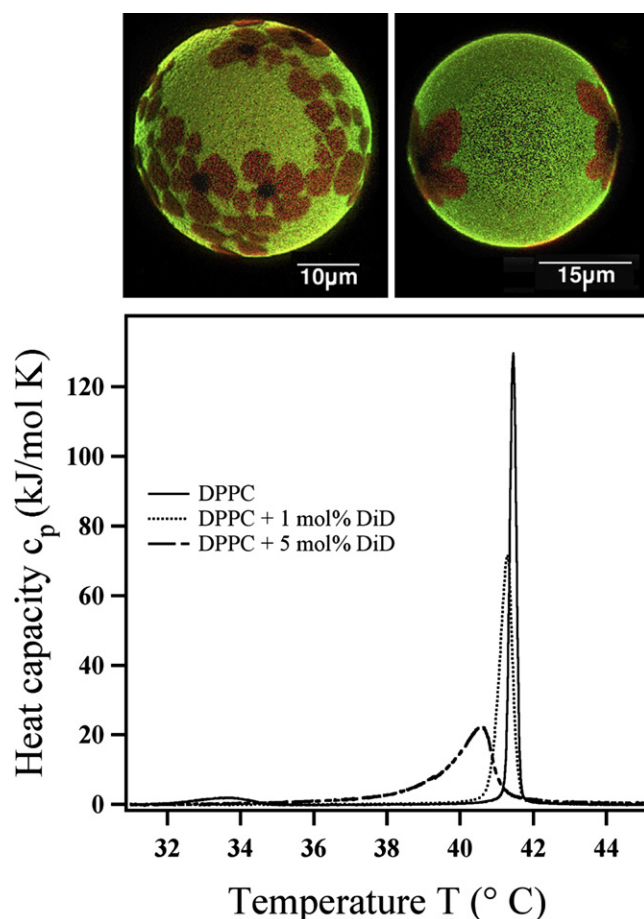 10µm
15µm
Heat capacity c_p (kJ/mol K)
120
100
80
60
40
20
0
DPPC
DPPC + 1 mol% DiD
DPPC + 5 mol% DiD
32 34 36 38 40 42 44
Temperature T (° C)